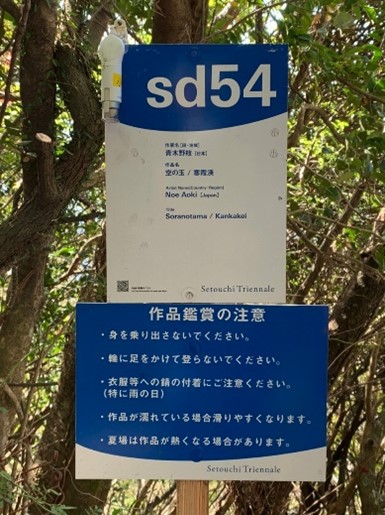 sd54
作家名 [国・地域]
青木野枝 [日本]
作品名
空の玉 / 寒霞渓
Artist Name [Country・Region]
Noe Aoki [Japan]
Title
Soranotama / Kankakei
Setouchi Triennale
作品鑑賞の注意
・身を乗り出さないでください。
・輪に足をかけて登らないでください。
・衣服等への錆の付着にご注意ください。
(特に雨の日)
・作品が濡れている場合滑りやすくなります。
・夏場は作品が熱くなる場合があります。
Setouchi Triennale